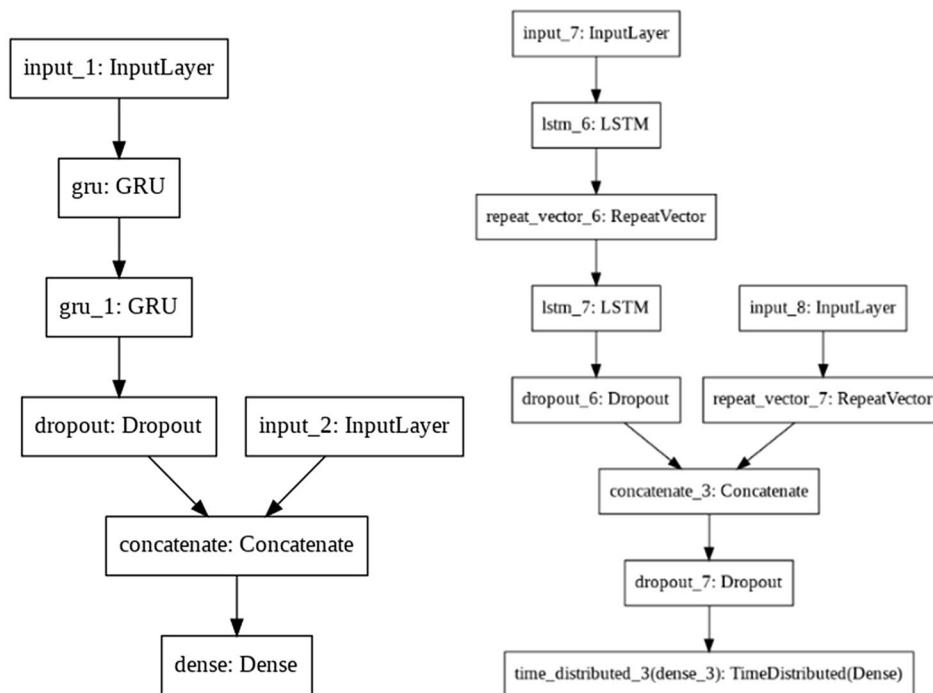 input_1: InputLayer
gru: GRU
gru_1: GRU
dropout: Dropout
input_2: InputLayer
concatenate: Concatenate
dense: Dense
input_7: InputLayer
lstm_6: LSTM
repeat_vector_6: RepeatVector
lstm_7: LSTM
input_8: InputLayer
dropout_6: Dropout
repeat_vector_7: RepeatVector
concatenate_3: Concatenate
dropout_7: Dropout
time_distributed_3(dense_3): TimeDistributed(Dense)